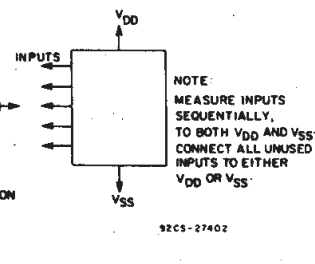 VDD
INPUTS
NOTE:
MEASURE INPUTS
SEQUENTIALLY,
TO BOTH VDD AND VSS.
CONNECT ALL UNUSED
INPUTS TO EITHER
VDD OR VSS.
ON
VSS
92CS-27402